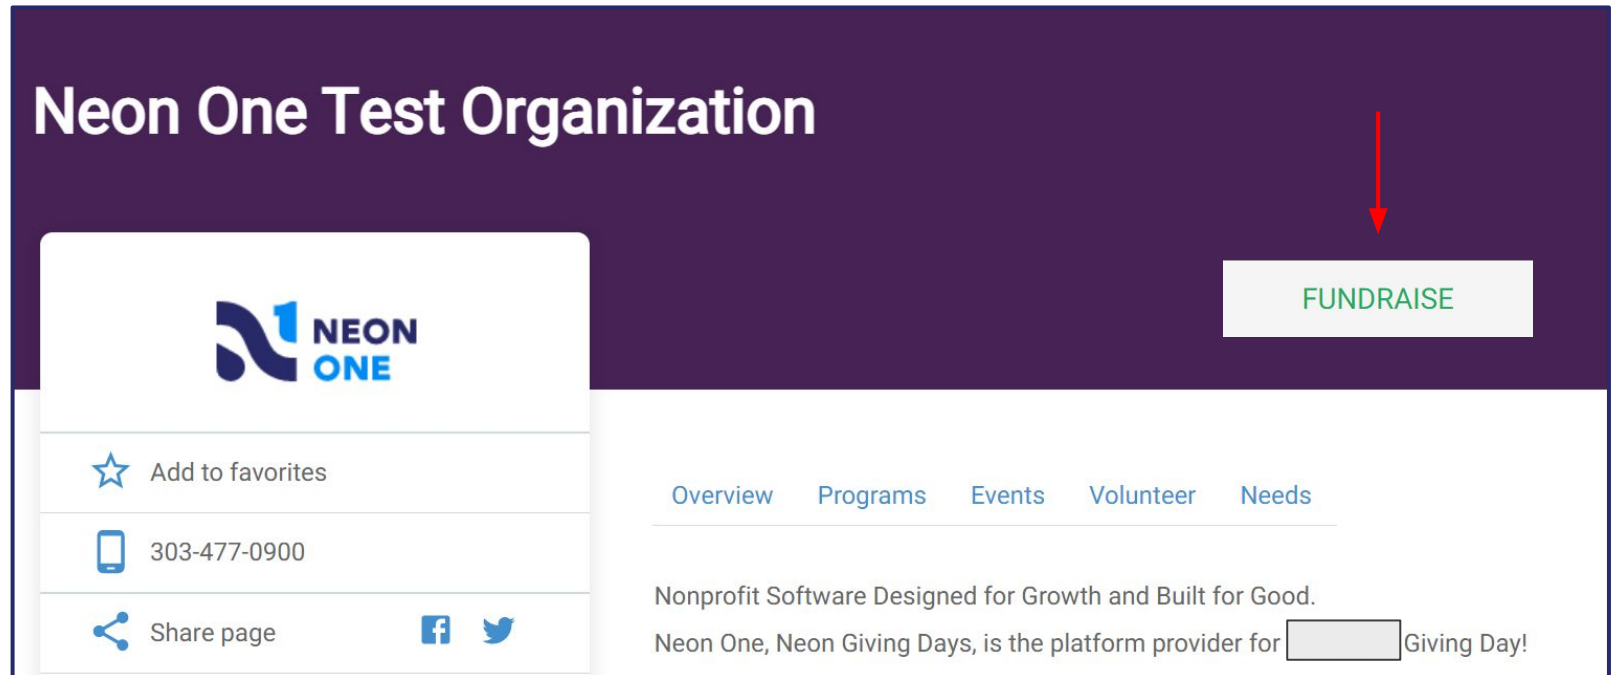 Neon One Test Organization
FUNDRAISE
NEON
ONE
Add to favorites
303-477-0900
Share page
Overview Programs Events Volunteer Needs
Nonprofit Software Designed for Growth and Built for Good.
Neon One, Neon Giving Days, is the platform provider for Giving Day!